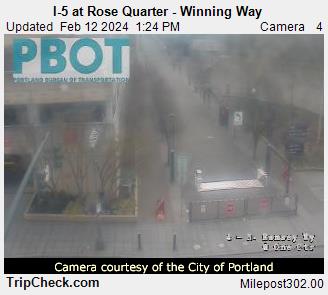 I-5 at Rose Quarter - Winning Way
Updated Feb 12 2024 1:24 PM Camera 4
PBOT
PORTLAND BUREAU OF TRANSPORTATION
Camera courtesy of the City of Portland
TripCheck.com Milepost302.00